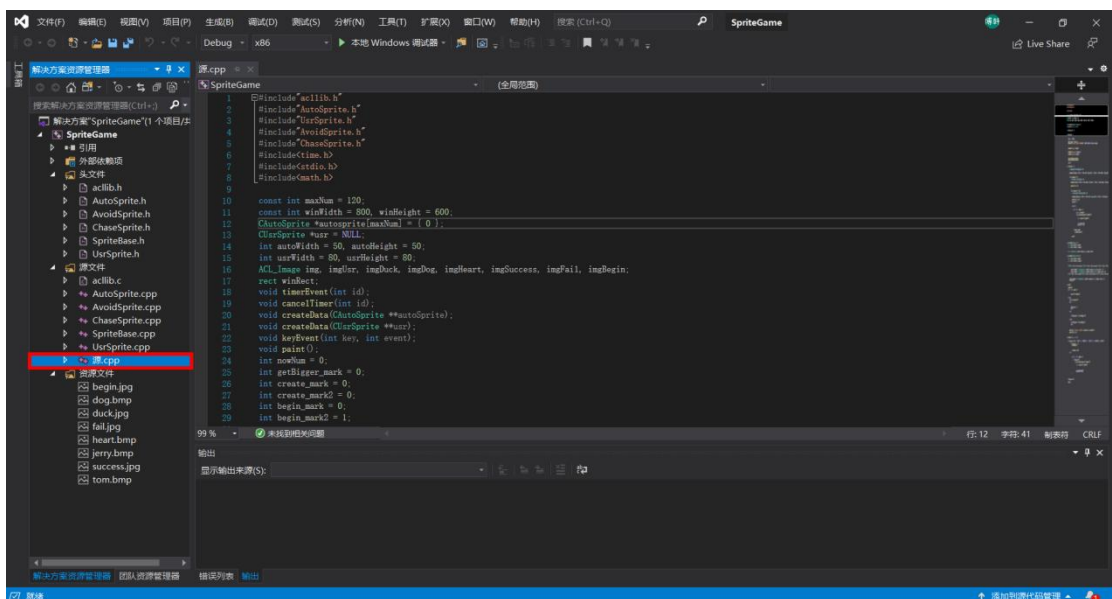 文件(F) 编辑(E) 视图(V) 项目(P) 生成(B) 调试(D) 测试(S) 分析(N) 工具(T) 扩展(X) 窗口(W) 帮助(H) 搜索 (Ctrl+Q) SpriteGame
Debug x86 本地 Windows 调试器 Live Share
工具箱
解决方案资源管理器
搜索解决方案资源管理器(Ctrl+;)
解决方案"SpriteGame"(1 个项目/共
SpriteGame
引用
外部依赖项
头文件
acllib.h
AutoSprite.h
AvoidSprite.h
ChaseSprite.h
SpriteBase.h
UsrSprite.h
源文件
acllib.c
AutoSprite.cpp
AvoidSprite.cpp
ChaseSprite.cpp
SpriteBase.cpp
UsrSprite.cpp
源.cpp
资源文件
begin.jpg
dog.bmp
duck.jpg
fail.jpg
heart.bmp
jerry.bmp
success.jpg
tom.bmp
解决方案资源管理器 团队资源管理器
源.cpp
SpriteGame (全局范围)
1 #include"acllib.h"
2 #include"AutoSprite.h"
3 #include"UsrSprite.h"
4 #include"AvoidSprite.h"
5 #include"ChaseSprite.h"
6 #include<time.h>
7 #include<stdio.h>
8 #include<math.h>
9
10 const int maxNum = 120;
11 const int winWidth = 800, winHeight = 600;
12 CAutoSprite *autosprite[maxNum] = { 0 };
13 CUsrSprite *usr = NULL;
14 int autoWidth = 50, autoHeight = 50;
15 int usrWidth = 80, usrHeight = 80;
16 ACL_Image img, imgUsr, imgDuck, imgDog, imgHeart, imgSuccess, imgFail, imgBegin;
17 rect winRect;
18 void timerEvent(int id);
19 void cancelTimer(int id);
20 void createData(CAutoSprite **autoSprite);
21 void createData(CUsrSprite **usr);
22 void keyEvent(int key, int event);
23 void paint();
24 int nowNum = 0;
25 int getBigger_mark = 0;
26 int create_mark = 0;
27 int create_mark2 = 0;
28 int begin_mark = 0;
29 int begin_mark2 = 1;
99 % 未找到相关问题 行: 12 字符: 41 制表符 CRLF
输出
显示输出来源(S):
错误列表 输出
就绪 添加到源代码管理